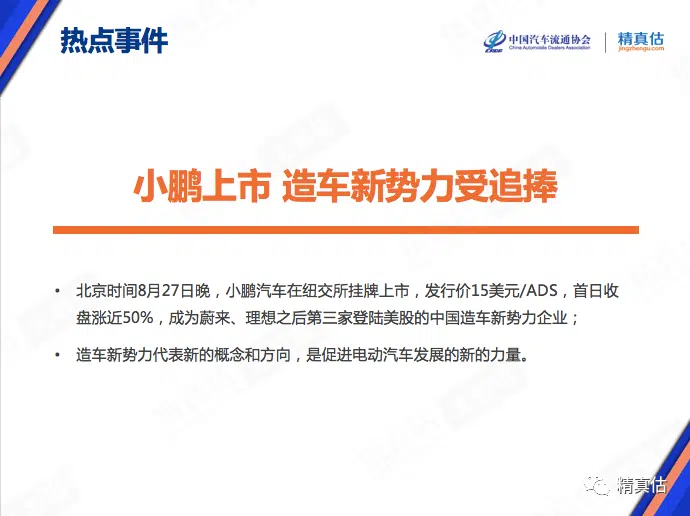 热点事件
中国汽车流通协会
China Automobile Dealers Association
精真估
jingzhengu.com
小鹏上市 造车新势力受追捧
• 北京时间8月27日晚，小鹏汽车在纽交所挂牌上市，发行价15美元/ADS，首日收
盘涨近50%，成为蔚来、理想之后第三家登陆美股的中国造车新势力企业；
• 造车新势力代表新的概念和方向，是促进电动汽车发展的新的力量。
精真估